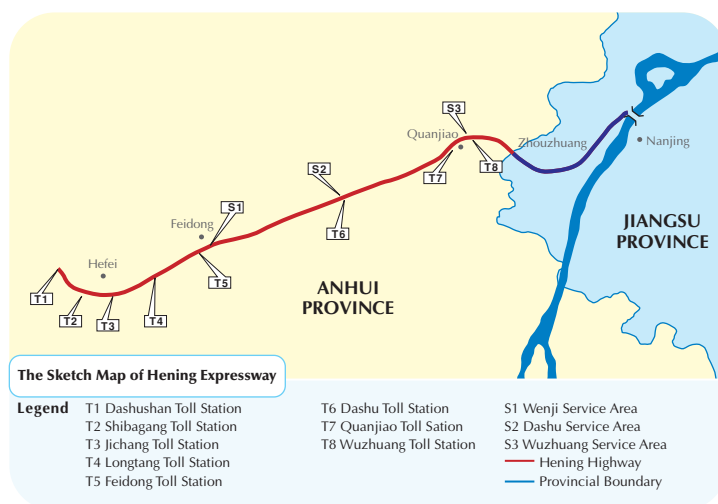 S3
Quanjiao
Zhouzhuang
Nanjing
T8
T7
S2
S1
Feidong
T6
JIANGSU
PROVINCE
Hefei
T5
ANHUI
PROVINCE
T1
T2
T3
T4
The Sketch Map of Hening Expressway
Legend
T1 Dashushan Toll Station
T2 Shibagang Toll Station
T3 Jichang Toll Station
T4 Longtang Toll Station
T5 Feidong Toll Station
T6 Dashu Toll Station
T7 Quanjiao Toll Sation
T8 Wuzhuang Toll Station
S1 Wenji Service Area
S2 Dashu Service Area
S3 Wuzhuang Service Area
Hening Highway
Provincial Boundary